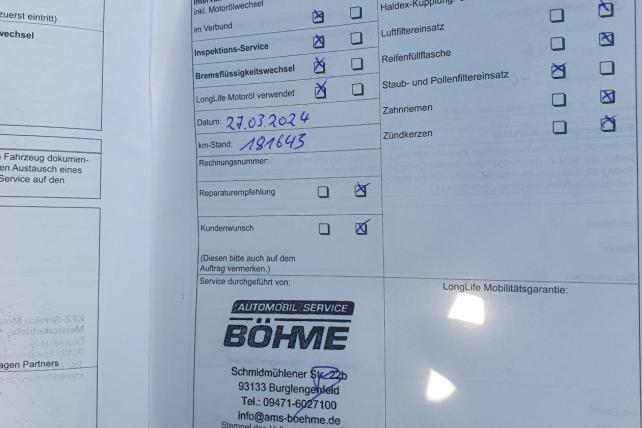 zuerst eintritt)
wechsel
Fahrzeug dokumen-
en Austausch eines
Service auf den
agen Partners
inkl. Motorölwechsel
im Verbund
Inspektions-Service
Bremsflüssigkeitswechsel
LongLife Motoröl verwendet
Datum: 27.03.2024
km-Stand: 181643
Rechnungsnummer:
Reparaturempfehlung
Kundenwunsch
(Diesen bitte auch auf dem
Auftrag vermerken.)
Service durchgeführt von:
AUTOMOBIL-SERVICE
BÖHME
Schmidmühlener Str. 22b
93133 Burglengenfeld
Tel.: 09471-6027100
info@ams-boehme.de
Haldex-Kupplung:
Luftfiltereinsatz
Reifenfüllflasche
Staub- und Pollenfiltereinsatz
Zahnriemen
Zündkerzen
LongLife Mobilitätsgarantie: